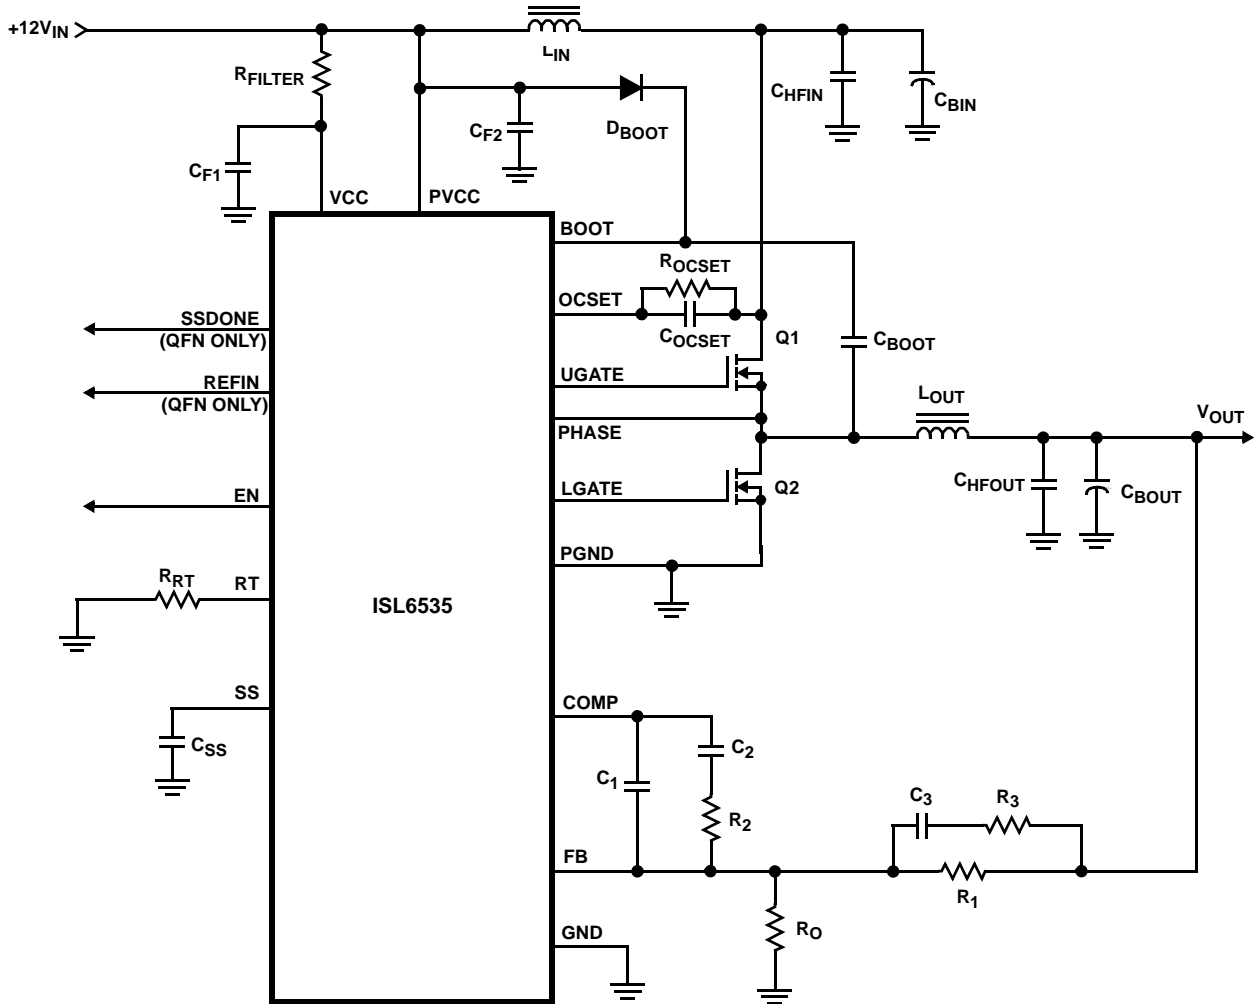 +12VIN
LIN
RFILTER
CHFIN
CBIN
CF2
DBOOT
CF1
VCC
PVCC
BOOT
ROCSET
OCSET
COCSET
Q1
CBOOT
SSDONE
(QFN ONLY)
UGATE
REFIN
(QFN ONLY)
LOUT
VOUT
PHASE
LGATE
Q2
CHFOUT
CBOUT
EN
PGND
RRT
RT
ISL6535
SS
COMP
CSS
C2
C1
C3
R3
R2
FB
R1
RO
GND